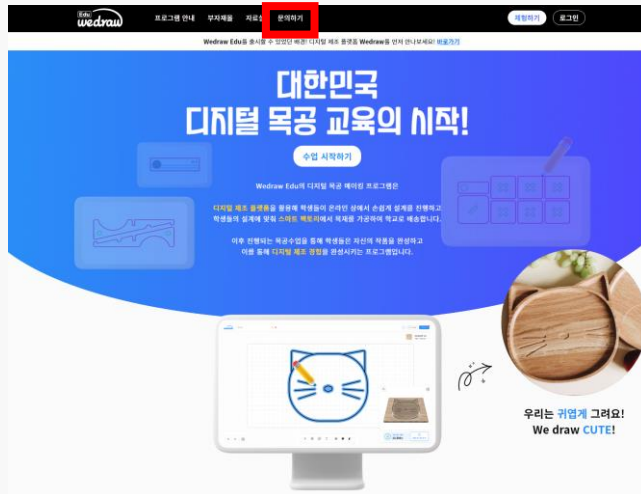 Edu
wedraw
프로그램 안내 부자재몰 자료실 문의하기
체험하기 로그인
Wedraw Edu를 출시할 수 있었던 배경! 디지털 제조 플랫폼 Wedraw를 먼저 만나보세요! 바로가기
대한민국
디지털 목공 교육의 시작!
수업 시작하기
Wedraw Edu의 디지털 목공 메이킹 프로그램은
디지털 제조 플랫폼을 활용해 학생들이 온라인 상에서 손쉽게 설계를 진행하고
학생들의 설계에 맞춰 스마트 팩토리에서 목재를 가공하여 학교로 배송합니다.
이후 진행되는 목공수업을 통해 학생들은 자신의 작품을 완성하고
이를 통해 디지털 제조 경험을 완성시키는 프로그램입니다.
우리는 귀엽게 그려요!
We draw CUTE!